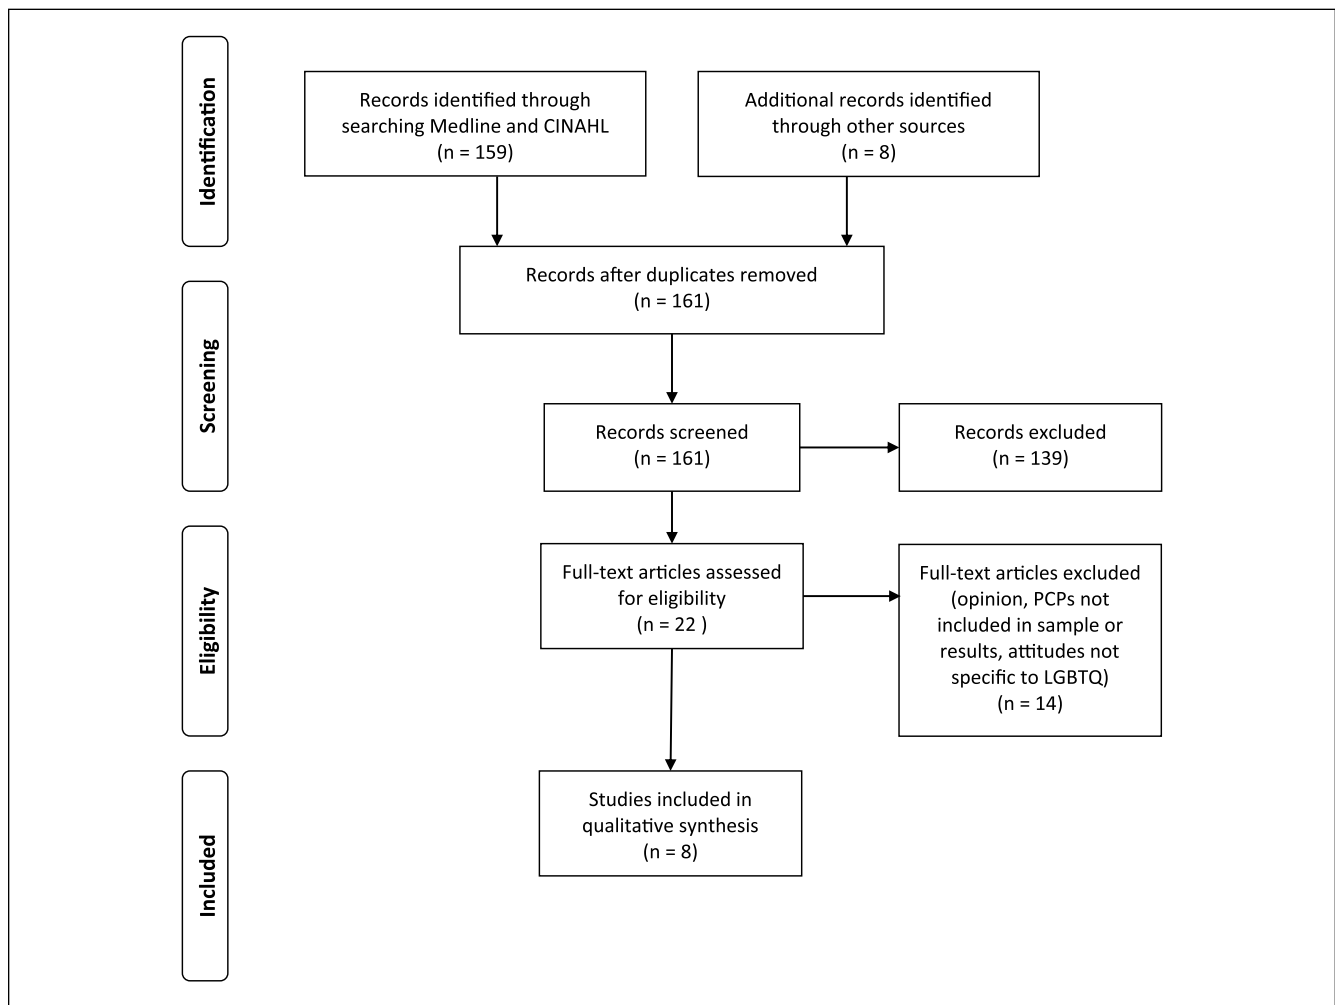 Identification
Records identified through
searching Medline and CINAHL
(n = 159)
Additional records identified
through other sources
(n = 8)
Records after duplicates removed
(n = 161)
Screening
Records screened
(n = 161)
Records excluded
(n = 139)
Eligibility
Full-text articles assessed
for eligibility
(n = 22 )
Full-text articles excluded
(opinion, PCPs not
included in sample or
results, attitudes not
specific to LGBTQ)
(n = 14)
Included
Studies included in
qualitative synthesis
(n = 8)